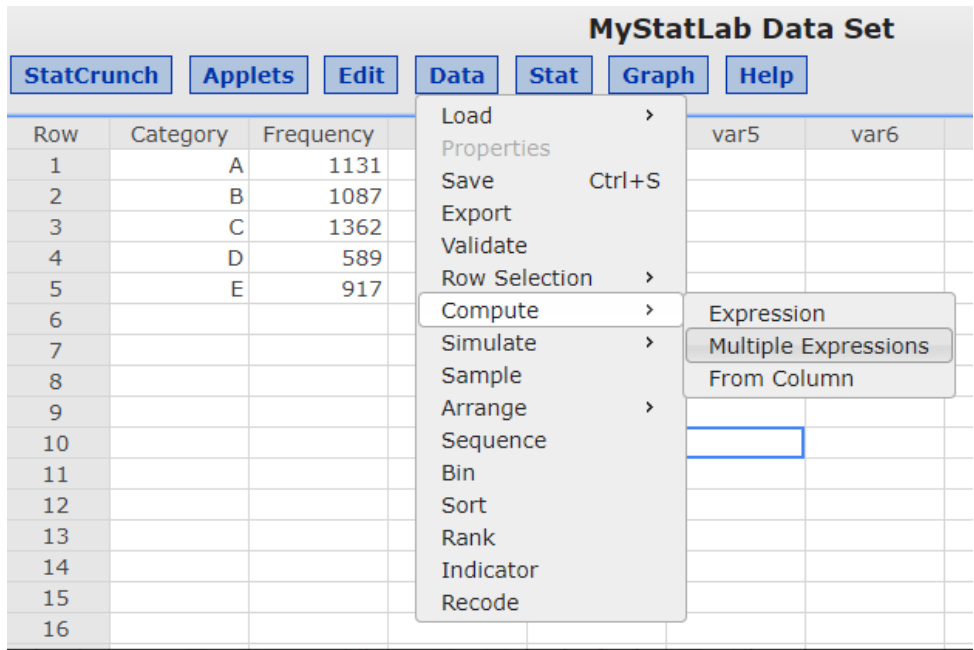 MyStatLab Data Set
StatCrunch Applets Edit Data Stat Graph Help
Row Category Frequency var5 var6
1 A 1131
2 B 1087
3 C 1362
4 D 589
5 E 917
6
7
8
9
10
11
12
13
14
15
16
Load >
Properties
Save Ctrl+S
Export
Validate
Row Selection >
Compute >
Simulate >
Sample
Arrange >
Sequence
Bin
Sort
Rank
Indicator
Recode
Expression
Multiple Expressions
From Column